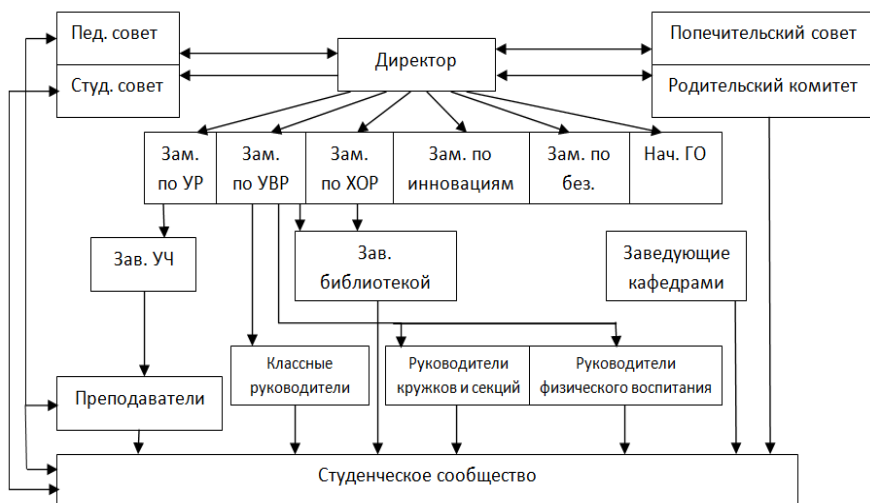 Пед. совет
Студ. совет
Директор
Попечительский совет
Родительский комитет
Зам.
по УР
Зам.
по УВР
Зам.
по ХОР
Зам. по
инновациям
Зам. по
без.
Нач. ГО
Зав. УЧ
Зав.
библиотекой
Заведующие
кафедрами
Классные
руководители
Руководители
кружков и секций
Руководители
физического воспитания
Преподаватели
Студенческое сообщество